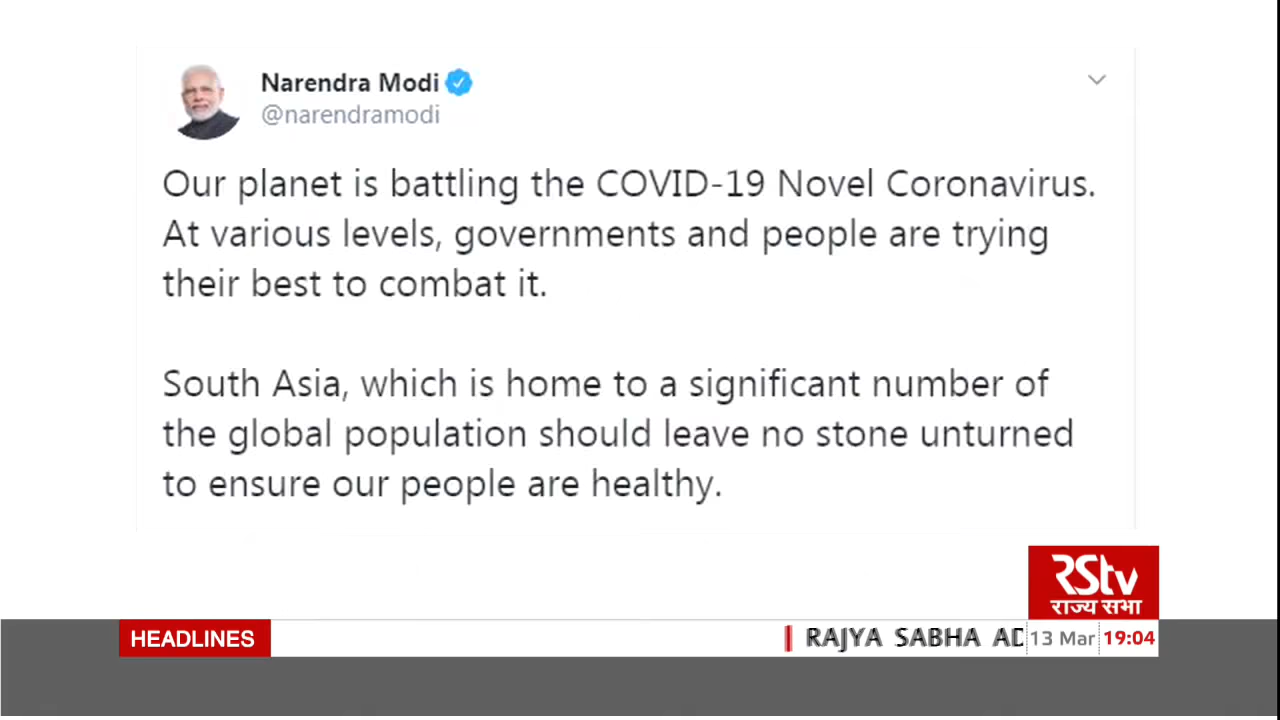 Narendra Modi
@narendramodi
Our planet is battling the COVID-19 Novel Coronavirus.
At various levels, governments and people are trying
their best to combat it.
South Asia, which is home to a significant number of
the global population should leave no stone unturned
to ensure our people are healthy.
RStv
राज्य सभा
HEADLINES
RAJYA SABHA AD
13 Mar
19:04